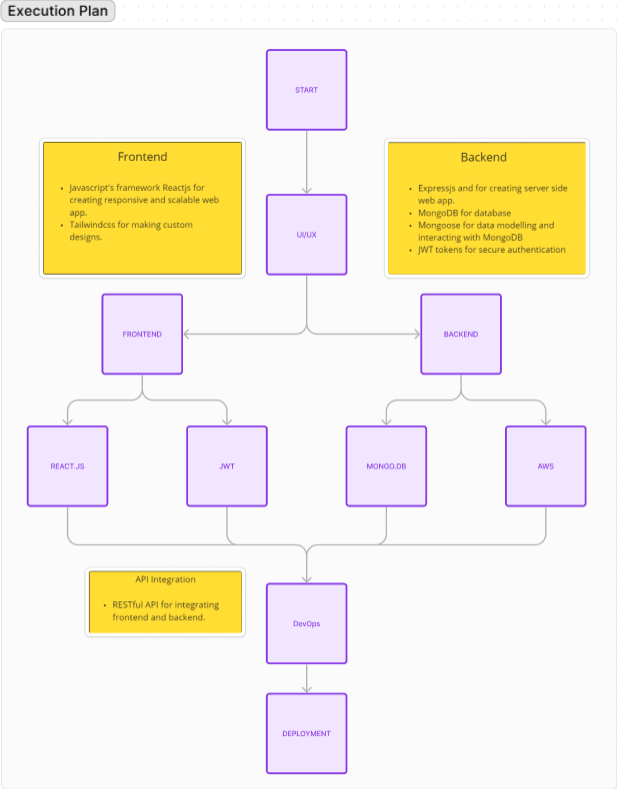 Execution Plan
START
Frontend
• Javascript's framework Reactjs for
creating responsive and scalable web
app.
• Tailwindcss for making custom
designs.
Backend
• Expressjs and for creating server side
web app.
• MongoDB for database
• Mongoose for data modelling and
interacting with MongoDB
• JWT tokens for secure authentication
UI/UX
FRONTEND
BACKEND
REACT.JS
JWT
MONGO.DB
AWS
API Integration
• RESTful API for integrating
frontend and backend.
DevOps
DEPLOYMENT